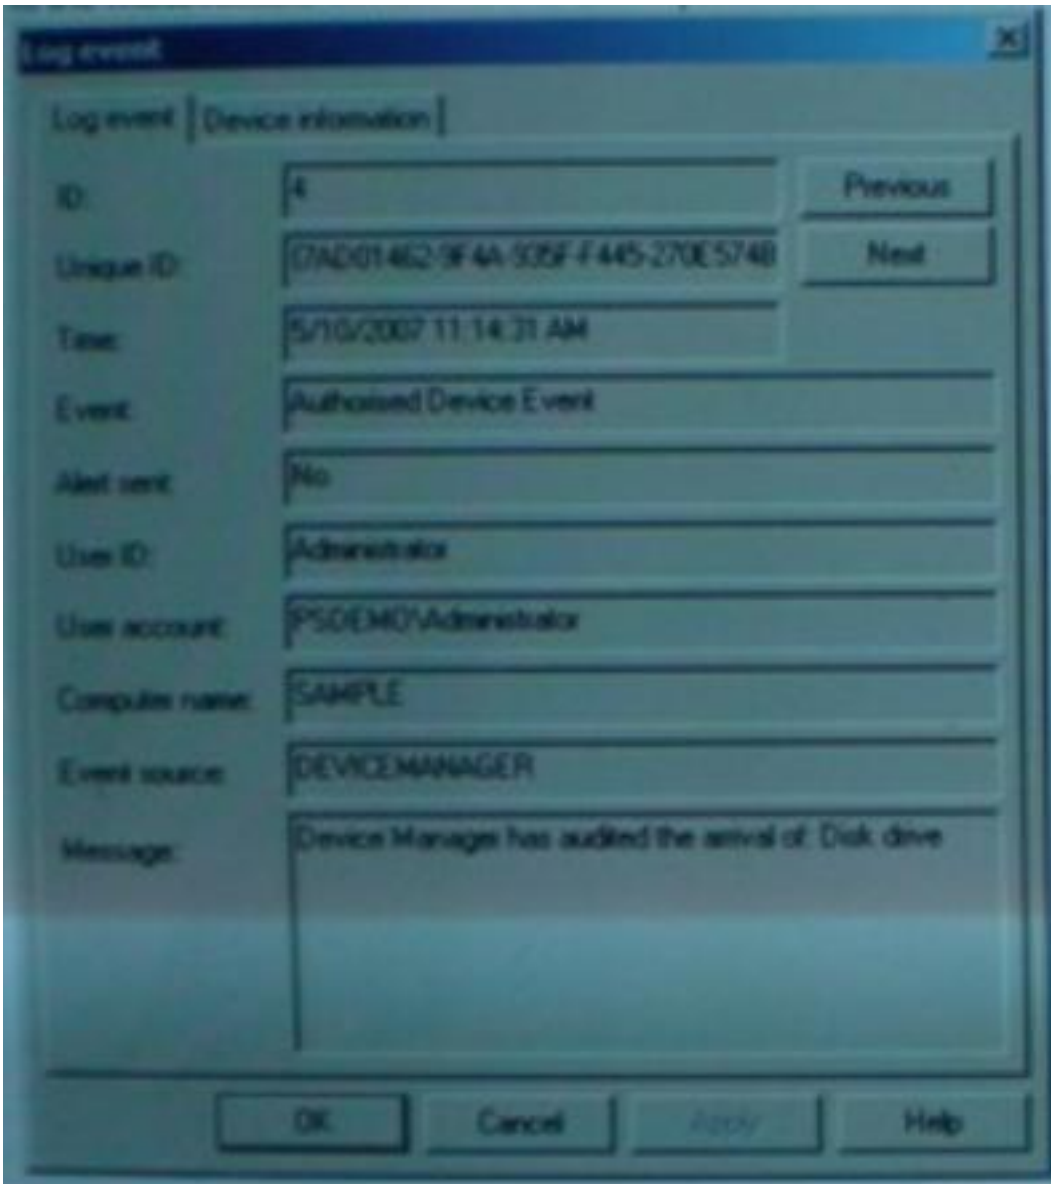 Log event
Log event Device information
ID: 4 Previous
Unique ID: Next
Time: 5/10/2007 11:14:31 AM
Event: Authorised Device Event
Alert sent: No
User ID: Administrator
User account: PSDEMO\Administrator
Computer name: SAMPLE
Event source: DEVICEMANAGER
Message: Device Manager has audited the arrival of: Disk drive
OK Cancel Apply Help